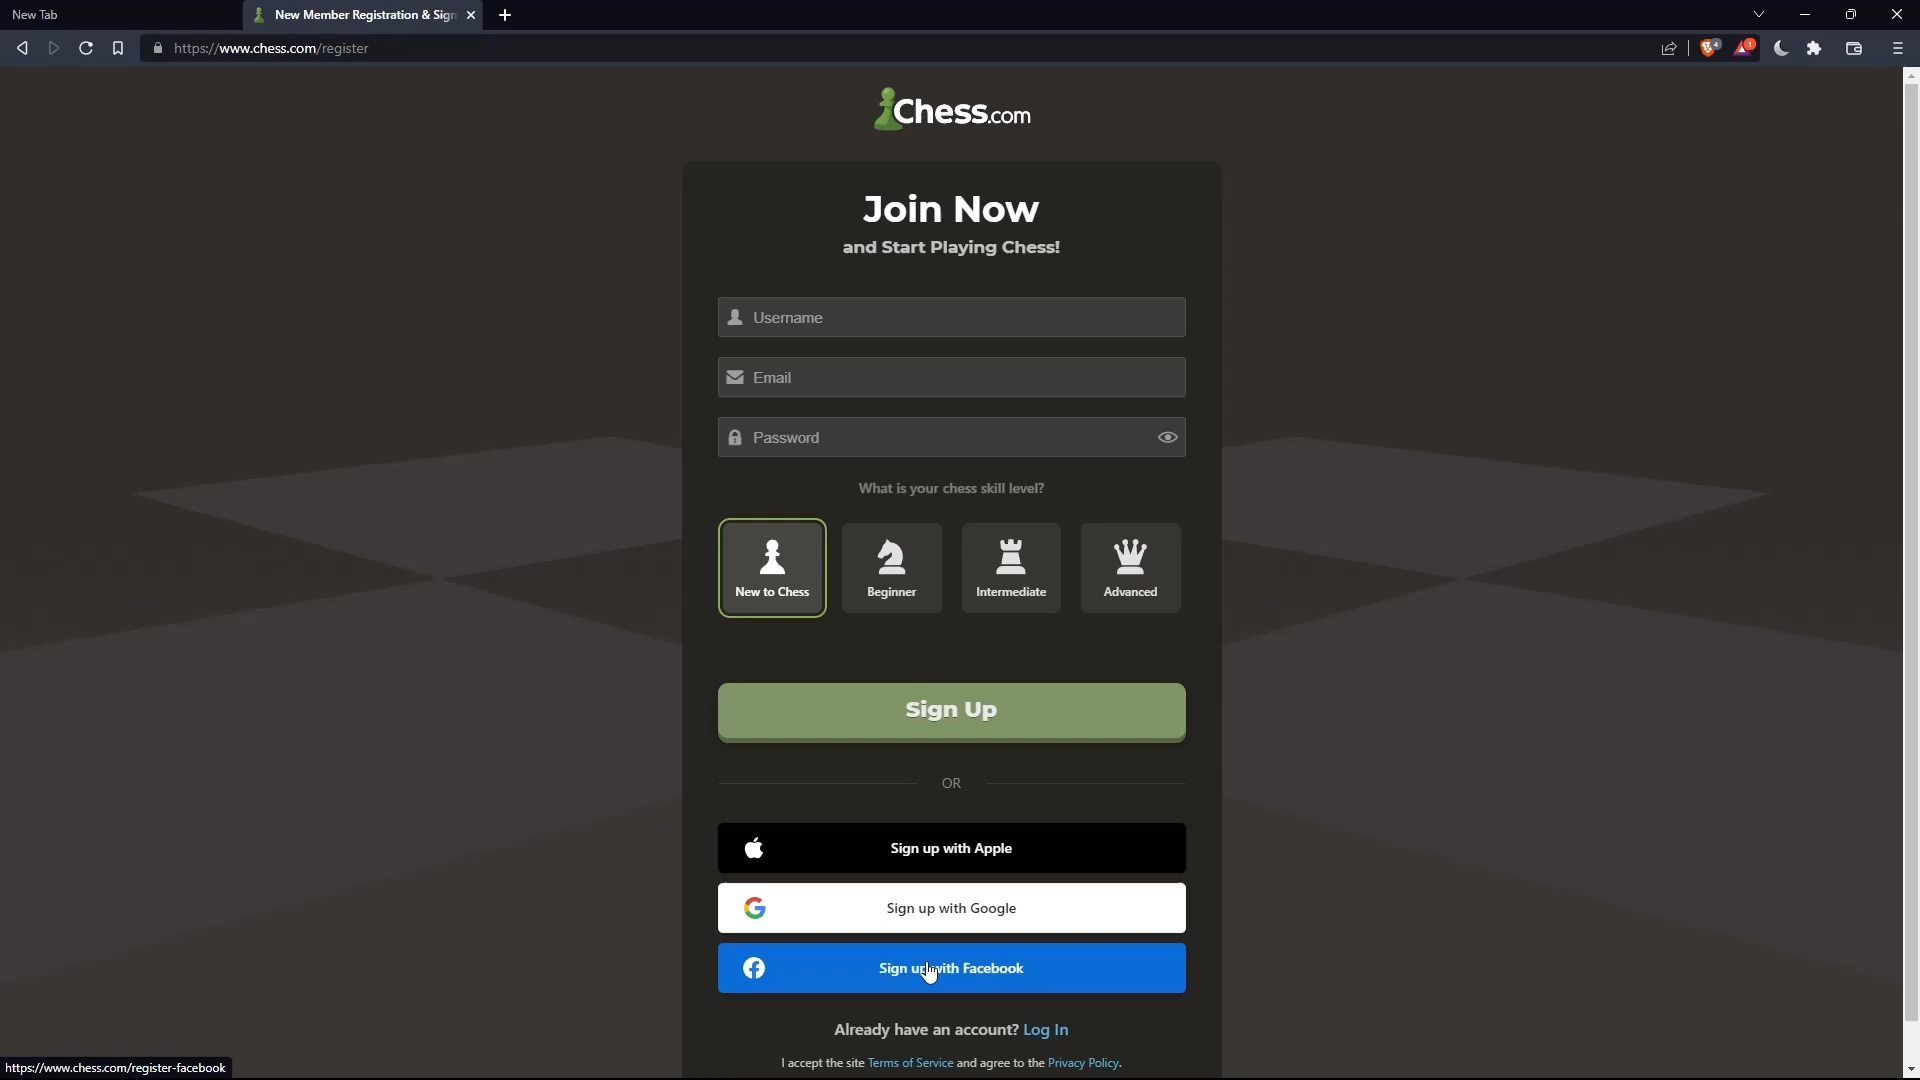 New Tab
New Member Registration & Sign
https://www.chess.com/register
4
1
Chess.com
Join Now
and Start Playing Chess!
Username
Email
Password
What is your chess skill level?
New to Chess
Beginner
Intermediate
Advanced
Sign Up
OR
Sign up with Apple
Sign up with Google
Sign up with Facebook
Already have an account? Log In
I accept the site Terms of Service and agree to the Privacy Policy.
https://www.chess.com/register-facebook